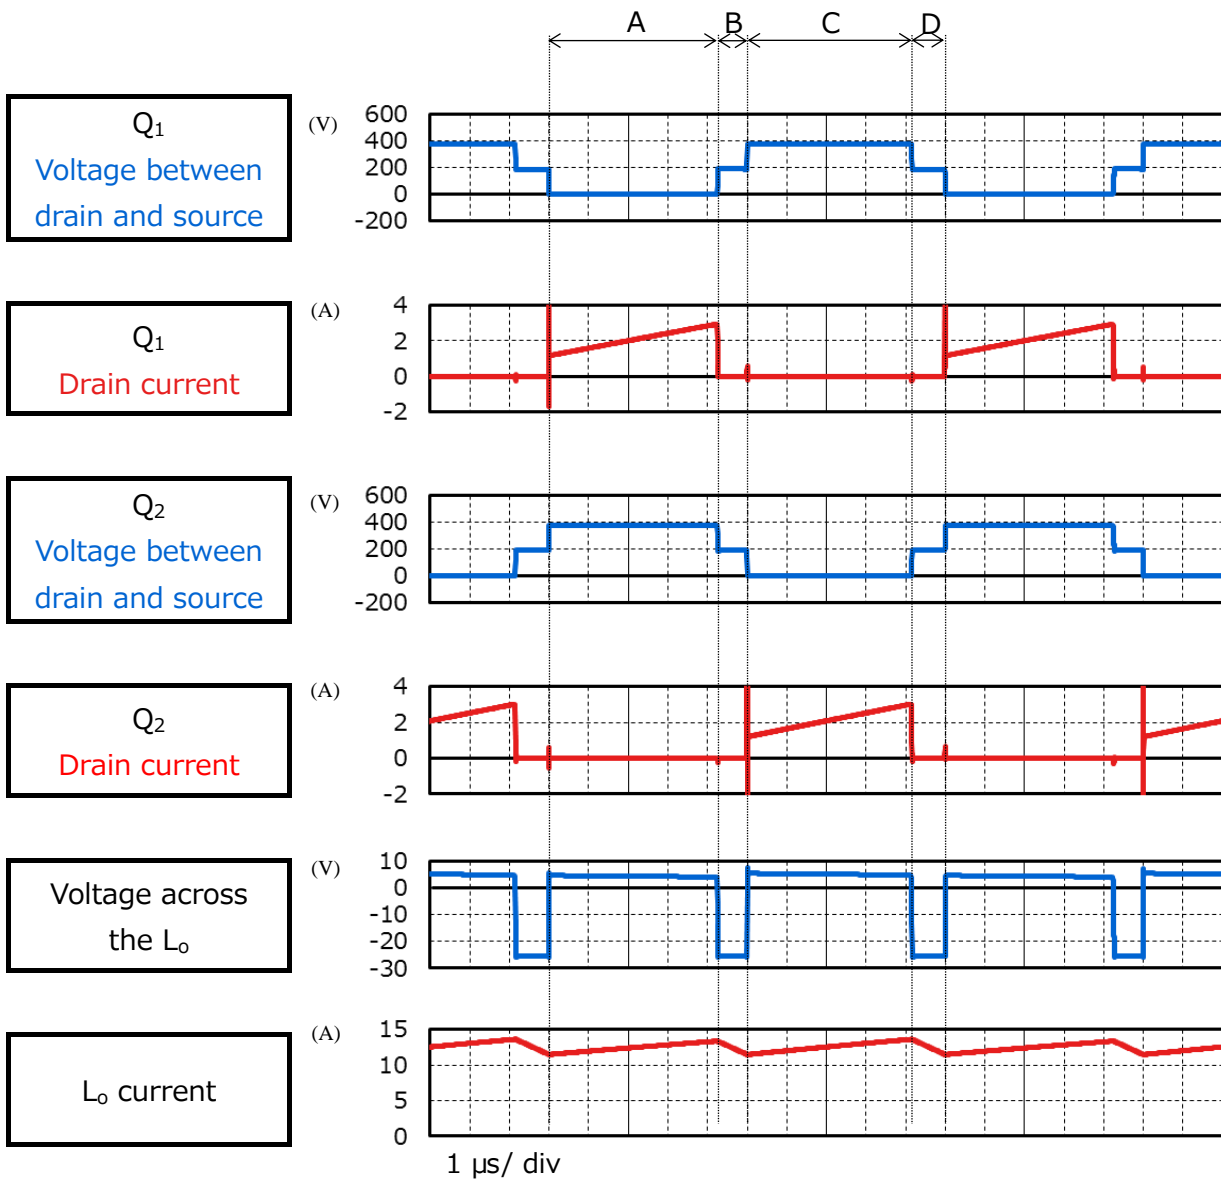 A B C D
Q₁
Voltage between
drain and source
(V)
600
400
200
0
-200
Q₁
Drain current
(A)
4
2
0
-2
Q₂
Voltage between
drain and source
(V)
600
400
200
0
-200
Q₂
Drain current
(A)
4
2
0
-2
Voltage across
the Lₒ
(V)
10
0
-10
-20
-30
Lₒ current
(A)
15
10
5
0
1 μs/ div